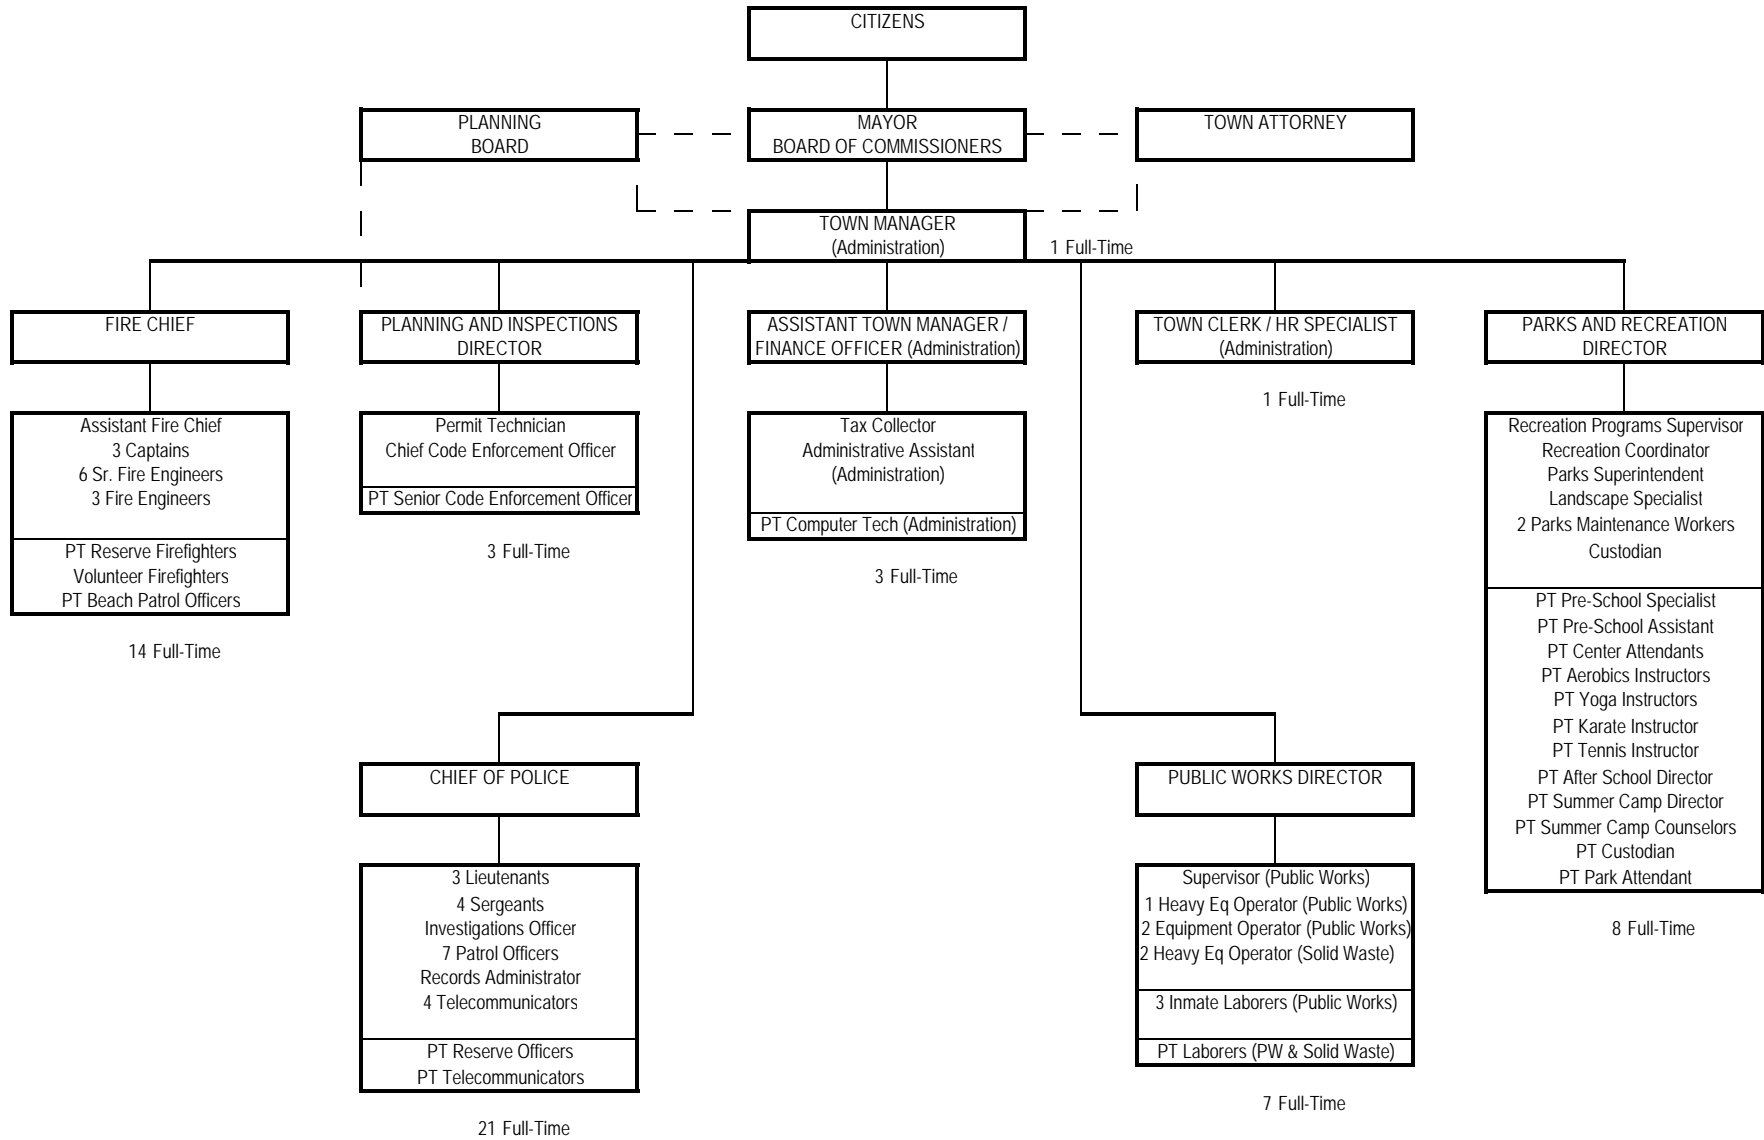 CITIZENS
PLANNING
BOARD
MAYOR
BOARD OF COMMISSIONERS
TOWN ATTORNEY
TOWN MANAGER
(Administration)
1 Full-Time
FIRE CHIEF
Assistant Fire Chief
3 Captains
6 Sr. Fire Engineers
3 Fire Engineers
PT Reserve Firefighters
Volunteer Firefighters
PT Beach Patrol Officers
14 Full-Time
PLANNING AND INSPECTIONS
DIRECTOR
Permit Technician
Chief Code Enforcement Officer
PT Senior Code Enforcement Officer
3 Full-Time
ASSISTANT TOWN MANAGER /
FINANCE OFFICER (Administration)
Tax Collector
Administrative Assistant
(Administration)
PT Computer Tech (Administration)
3 Full-Time
TOWN CLERK / HR SPECIALIST
(Administration)
1 Full-Time
PARKS AND RECREATION
DIRECTOR
Recreation Programs Supervisor
Recreation Coordinator
Parks Superintendent
Landscape Specialist
2 Parks Maintenance Workers
Custodian
PT Pre-School Specialist
PT Pre-School Assistant
PT Center Attendants
PT Aerobics Instructors
PT Yoga Instructors
PT Karate Instructor
PT Tennis Instructor
PT After School Director
PT Summer Camp Director
PT Summer Camp Counselors
PT Custodian
PT Park Attendant
8 Full-Time
CHIEF OF POLICE
3 Lieutenants
4 Sergeants
Investigations Officer
7 Patrol Officers
Records Administrator
4 Telecommunicators
PT Reserve Officers
PT Telecommunicators
21 Full-Time
PUBLIC WORKS DIRECTOR
Supervisor (Public Works)
1 Heavy Eq Operator (Public Works)
2 Equipment Operator (Public Works)
2 Heavy Eq Operator (Solid Waste)
3 Inmate Laborers (Public Works)
PT Laborers (PW & Solid Waste)
7 Full-Time